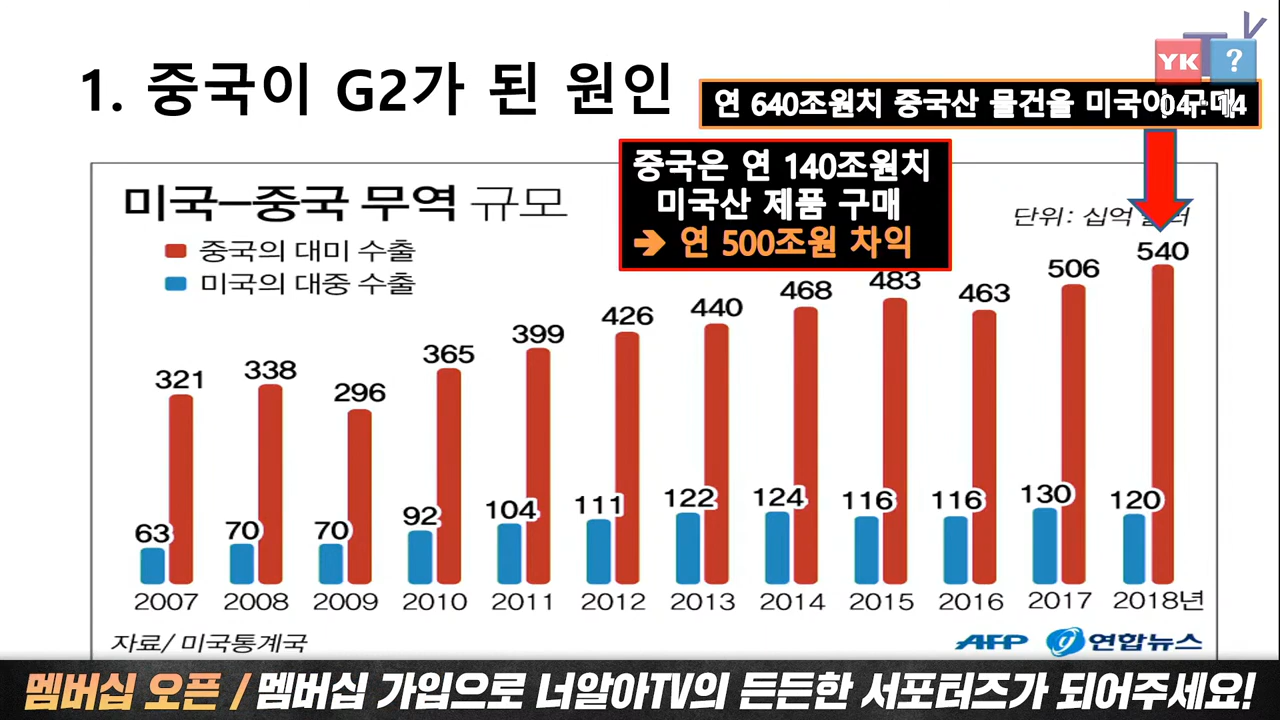 1. 중국이 G2가 된 원인
YK
T
V
?
연 640조원치 중국산 물건을 미국이 구매
04:14
중국은 연 140조원치
미국산 제품 구매
➔ 연 500조원 차익
미국-중국 무역 규모
단위: 십억
중국의 대미 수출
미국의 대중 수출
321 338 296 365 399 426 440 468 483 463 506 540
63 70 70 92 104 111 122 124 116 116 130 120
2007 2008 2009 2010 2011 2012 2013 2014 2015 2016 2017 2018년
자료/ 미국통계국
AFP 연합뉴스
멤버십 오픈 / 멤버십 가입으로 너알아TV의 든든한 서포터즈가 되어주세요!